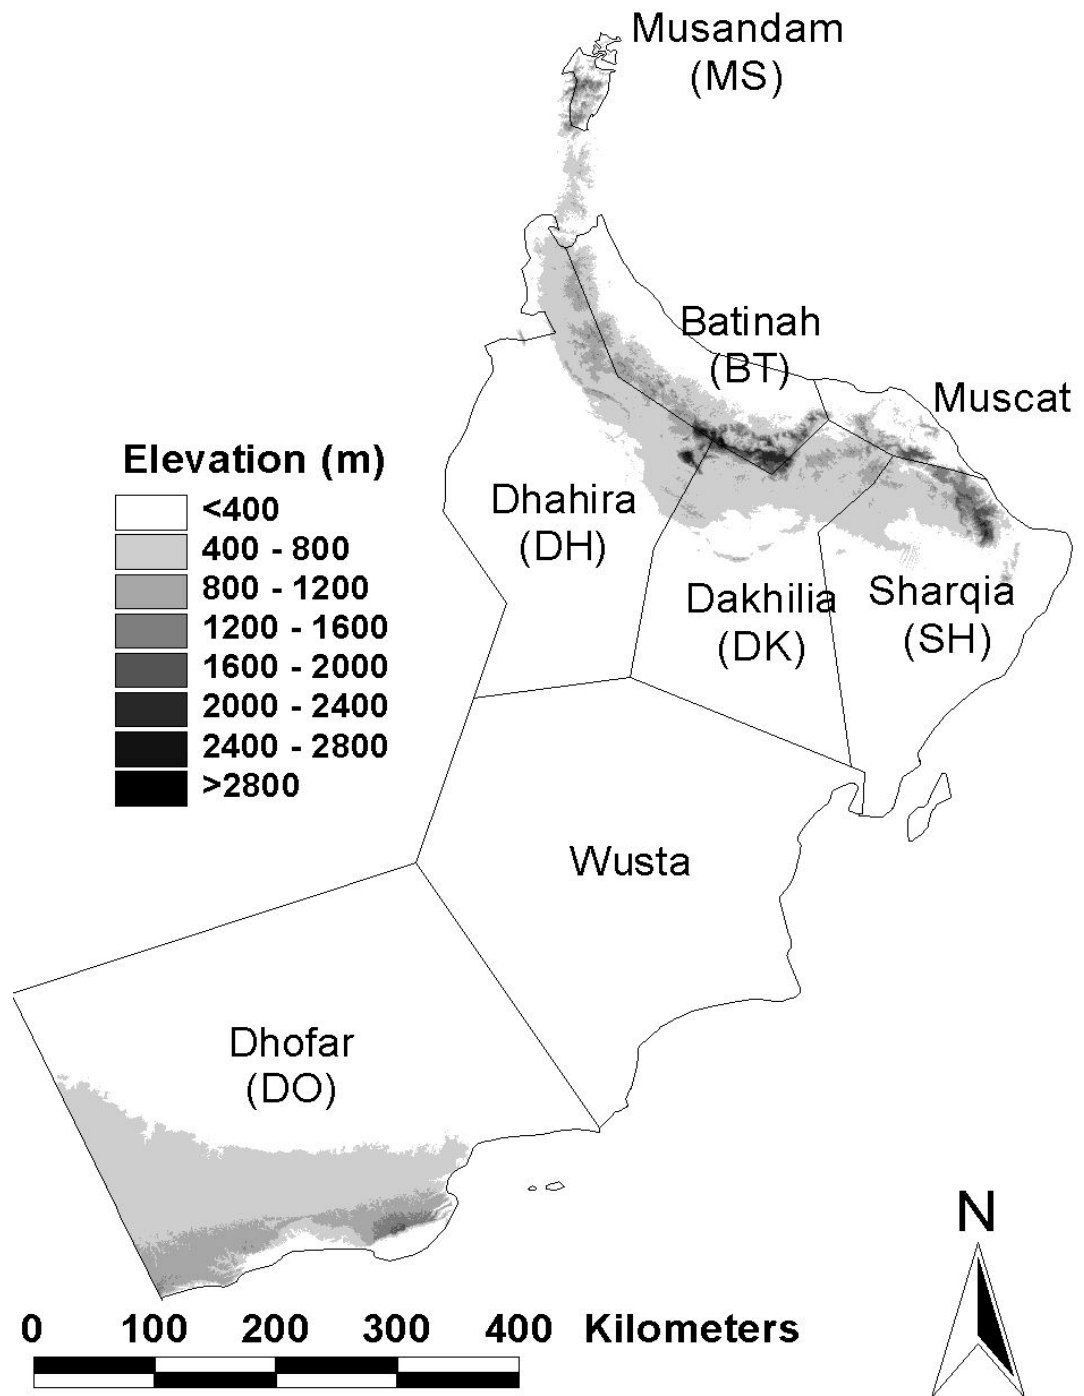 Musandam
(MS)
Batinah
(BT)
Muscat
Elevation (m)
<400
400 - 800
800 - 1200
1200 - 1600
1600 - 2000
2000 - 2400
2400 - 2800
>2800
Dhahira
(DH)
Dakhilia
(DK)
Sharqia
(SH)
Wusta
Dhofar
(DO)
N
0 100 200 300 400 Kilometers